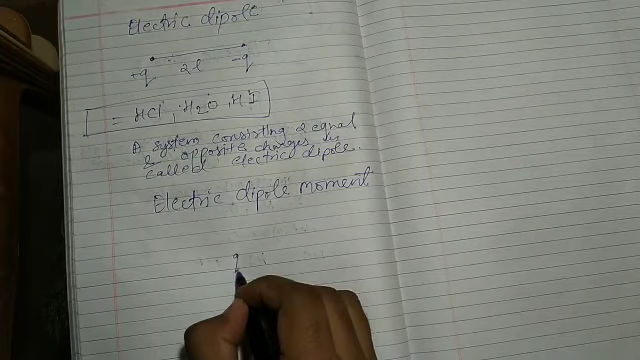 Electric dipole
+q 2l -q
= HCl, H2O, HI
A system consisting 2 equal
& opposite charges is
called electric dipole.
Electric dipole moment
q